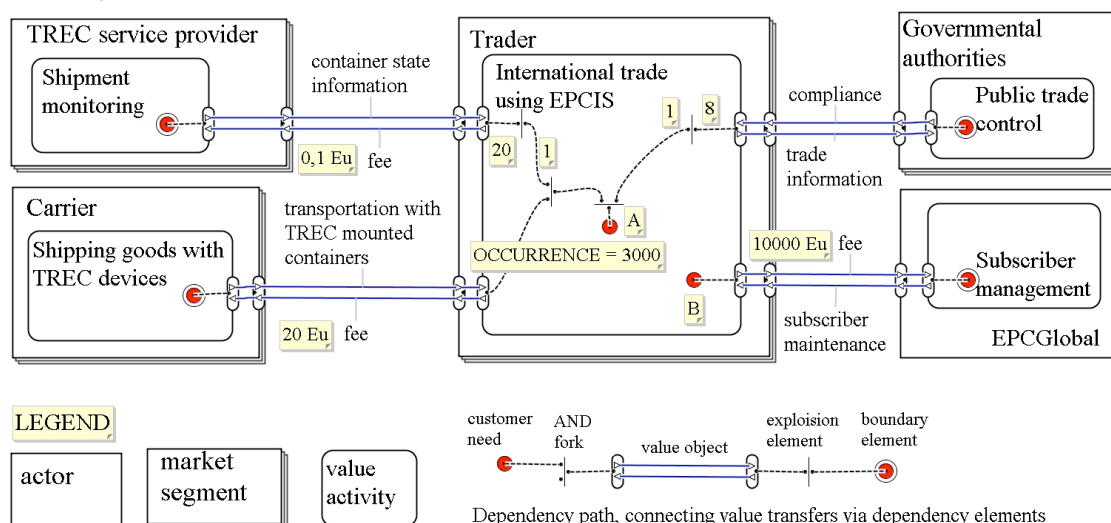 TREC service provider
Shipment
monitoring
container state
information
0,1 Eu
fee
Trader
International trade
using EPCIS
20
1
1
8
A
OCCURRENCE = 3000
B
Governmental
authorities
compliance
Public trade
control
trade
information
Carrier
Shipping goods with
TREC devices
transportation with
TREC mounted
containers
20 Eu
fee
10000 Eu
fee
Subscriber
management
subscriber
maintenance
EPCGlobal
LEGEND
actor
market
segment
value
activity
customer
need
AND
fork
value object
exploision
element
boundary
element
Dependency path, connecting value transfers via dependency elements